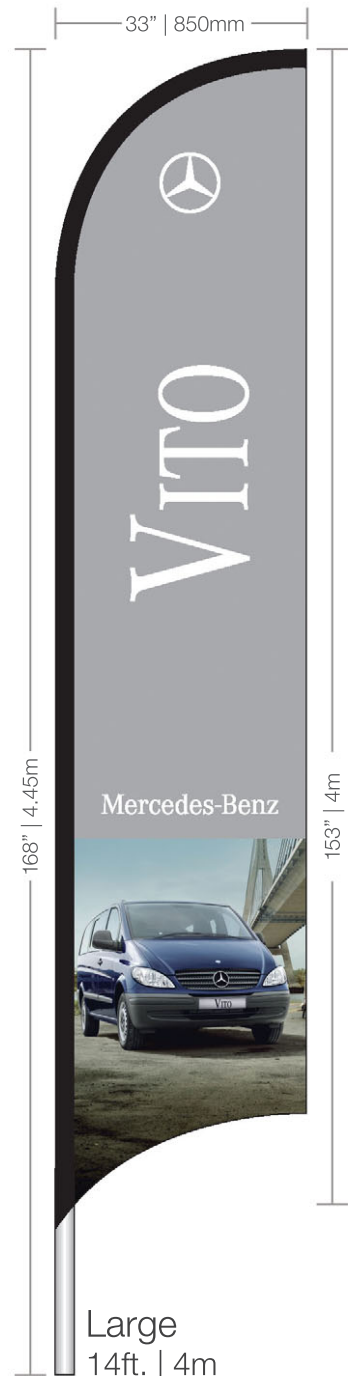 33” | 850mm
VITO
168” | 4.45m
153” | 4m
Mercedes-Benz
VITO
Large
14ft. | 4m